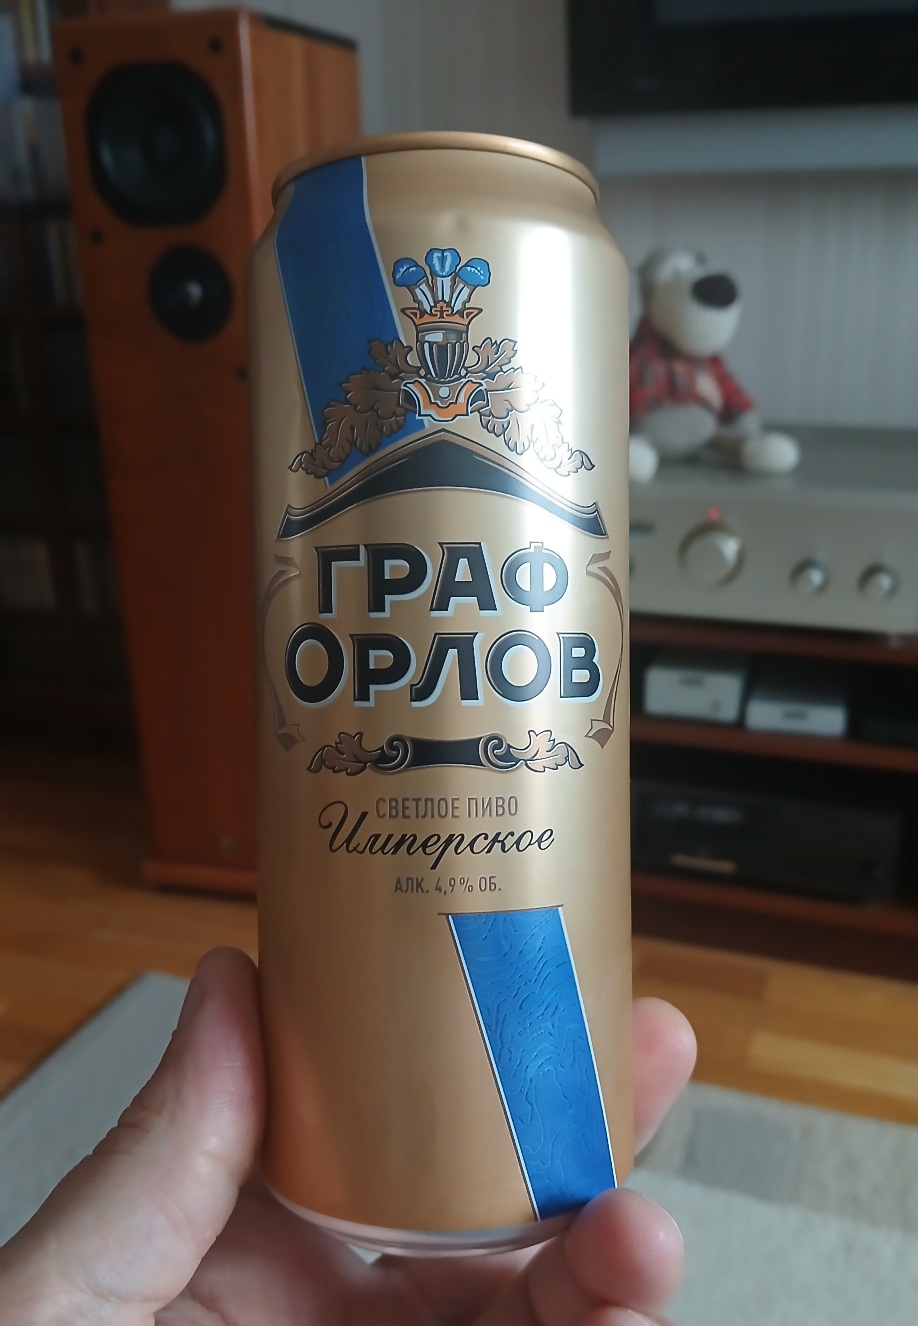 ГРАФ
ОРЛОВ
СВЕТЛОЕ ПИВО
Имперское
АЛК. 4,9% ОБ.